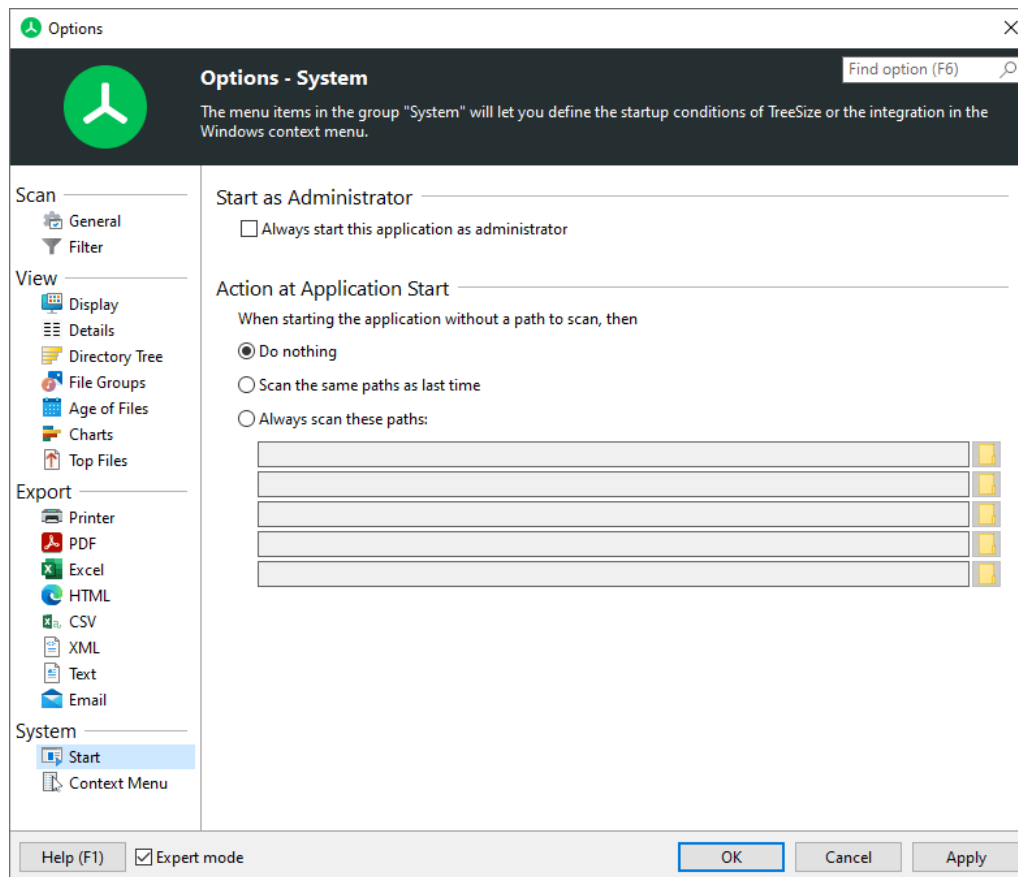 Options
Options - System
Find option (F6)
The menu items in the group "System" will let you define the startup conditions of TreeSize or the integration in the
Windows context menu.
Scan
General
Filter
View
Display
Details
Directory Tree
File Groups
Age of Files
Charts
Top Files
Export
Printer
PDF
Excel
HTML
CSV
XML
Text
Email
System
Start
Context Menu
Start as Administrator
Always start this application as administrator
Action at Application Start
When starting the application without a path to scan, then
Do nothing
Scan the same paths as last time
Always scan these paths:
Help (F1)
Expert mode
OK
Cancel
Apply